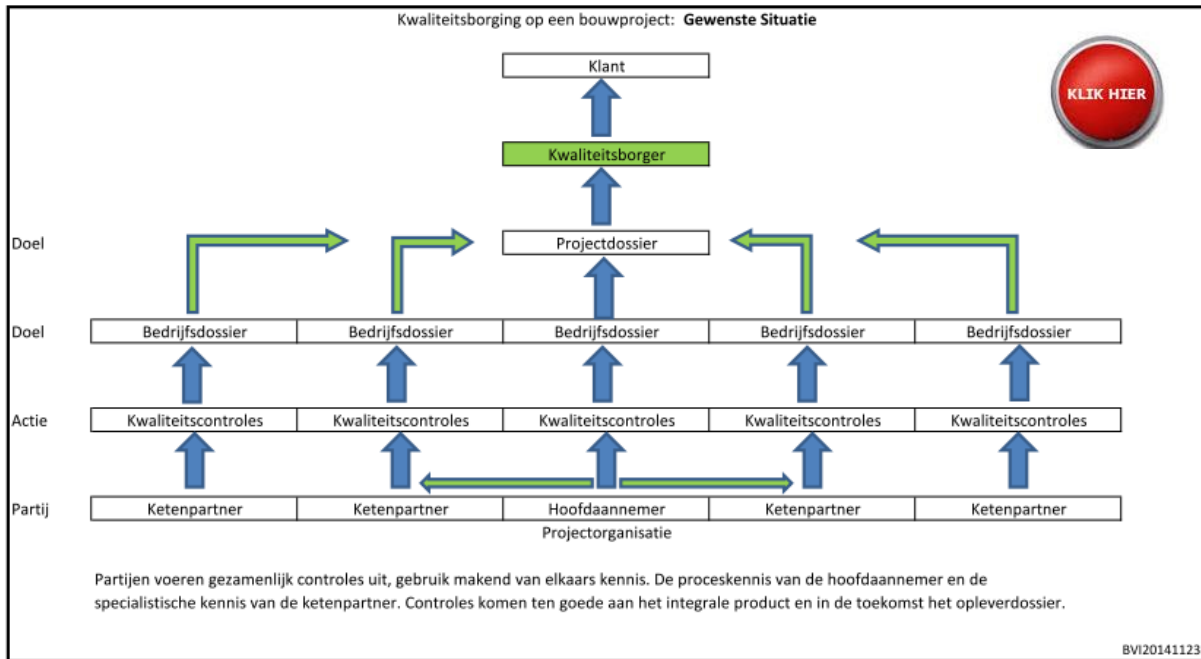 Kwaliteitsborging op een bouwproject: Gewenste Situatie
Klant
KLIK HIER
Kwaliteitsborger
Doel Projectdossier
Doel Bedrijfsdossier Bedrijfsdossier Bedrijfsdossier Bedrijfsdossier Bedrijfsdossier
Actie Kwaliteitscontroles Kwaliteitscontroles Kwaliteitscontroles Kwaliteitscontroles Kwaliteitscontroles
Partij Ketenpartner Ketenpartner Hoofdaannemer Ketenpartner Ketenpartner
Projectorganisatie
Partijen voeren gezamenlijk controles uit, gebruik makend van elkaars kennis. De proceskennis van de hoofdaannemer en de
specialistische kennis van de ketenpartner. Controles komen ten goede aan het integrale product en in de toekomst het opleverdossier.
BVI20141123